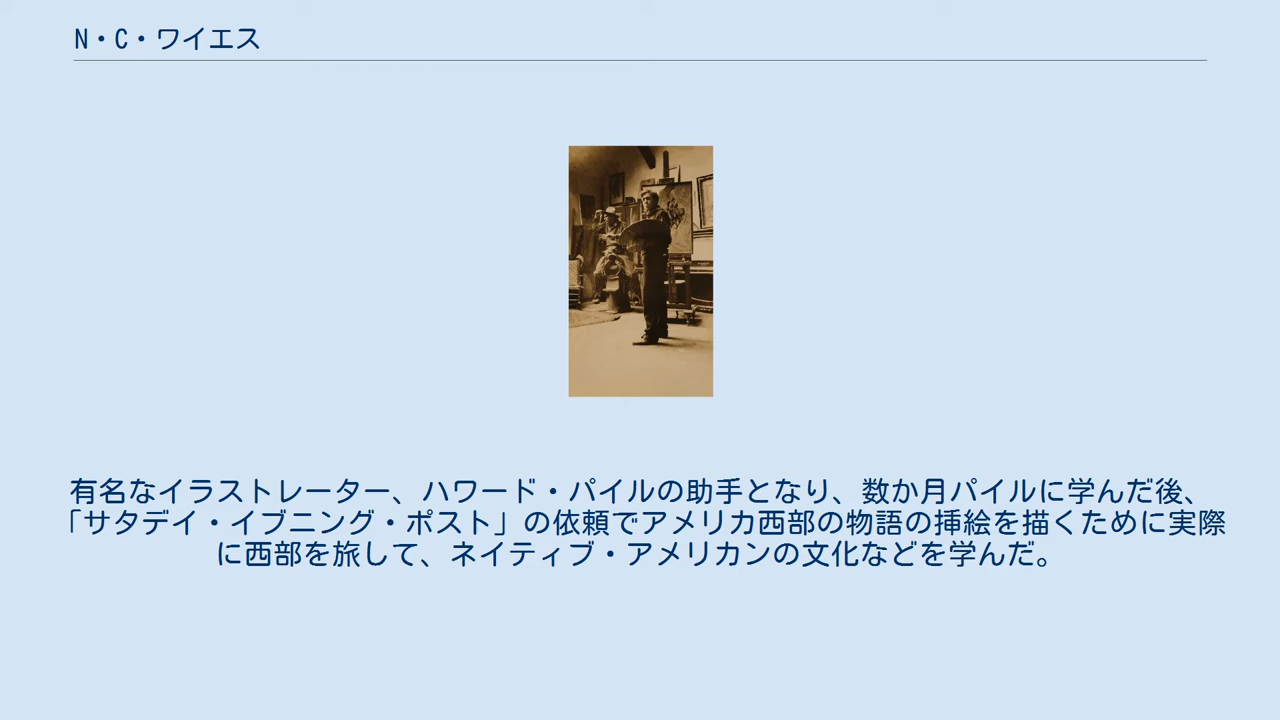 N・C・ワイエス
有名なイラストレーター、ハワード・パイルの助手となり、数か月パイルに学んだ後、
「サタデイ・イブニング・ポスト」の依頼でアメリカ西部の物語の挿絵を描くために実際
に西部を旅して、ネイティブ・アメリカンの文化などを学んだ。